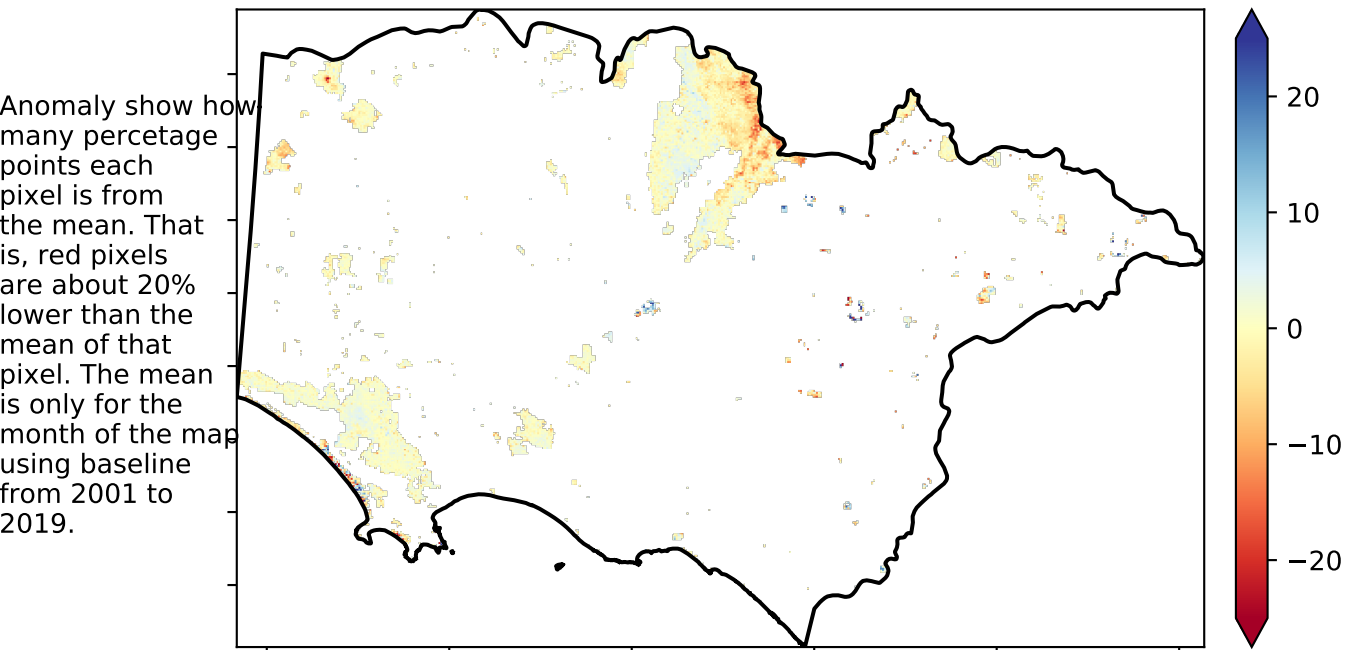 Anomaly show how
many percetage
points each
pixel is from
the mean. That
is, red pixels
are about 20%
lower than the
mean of that
pixel. The mean
is only for the
month of the map
using baseline
from 2001 to
2019.
20
10
0
−10
−20